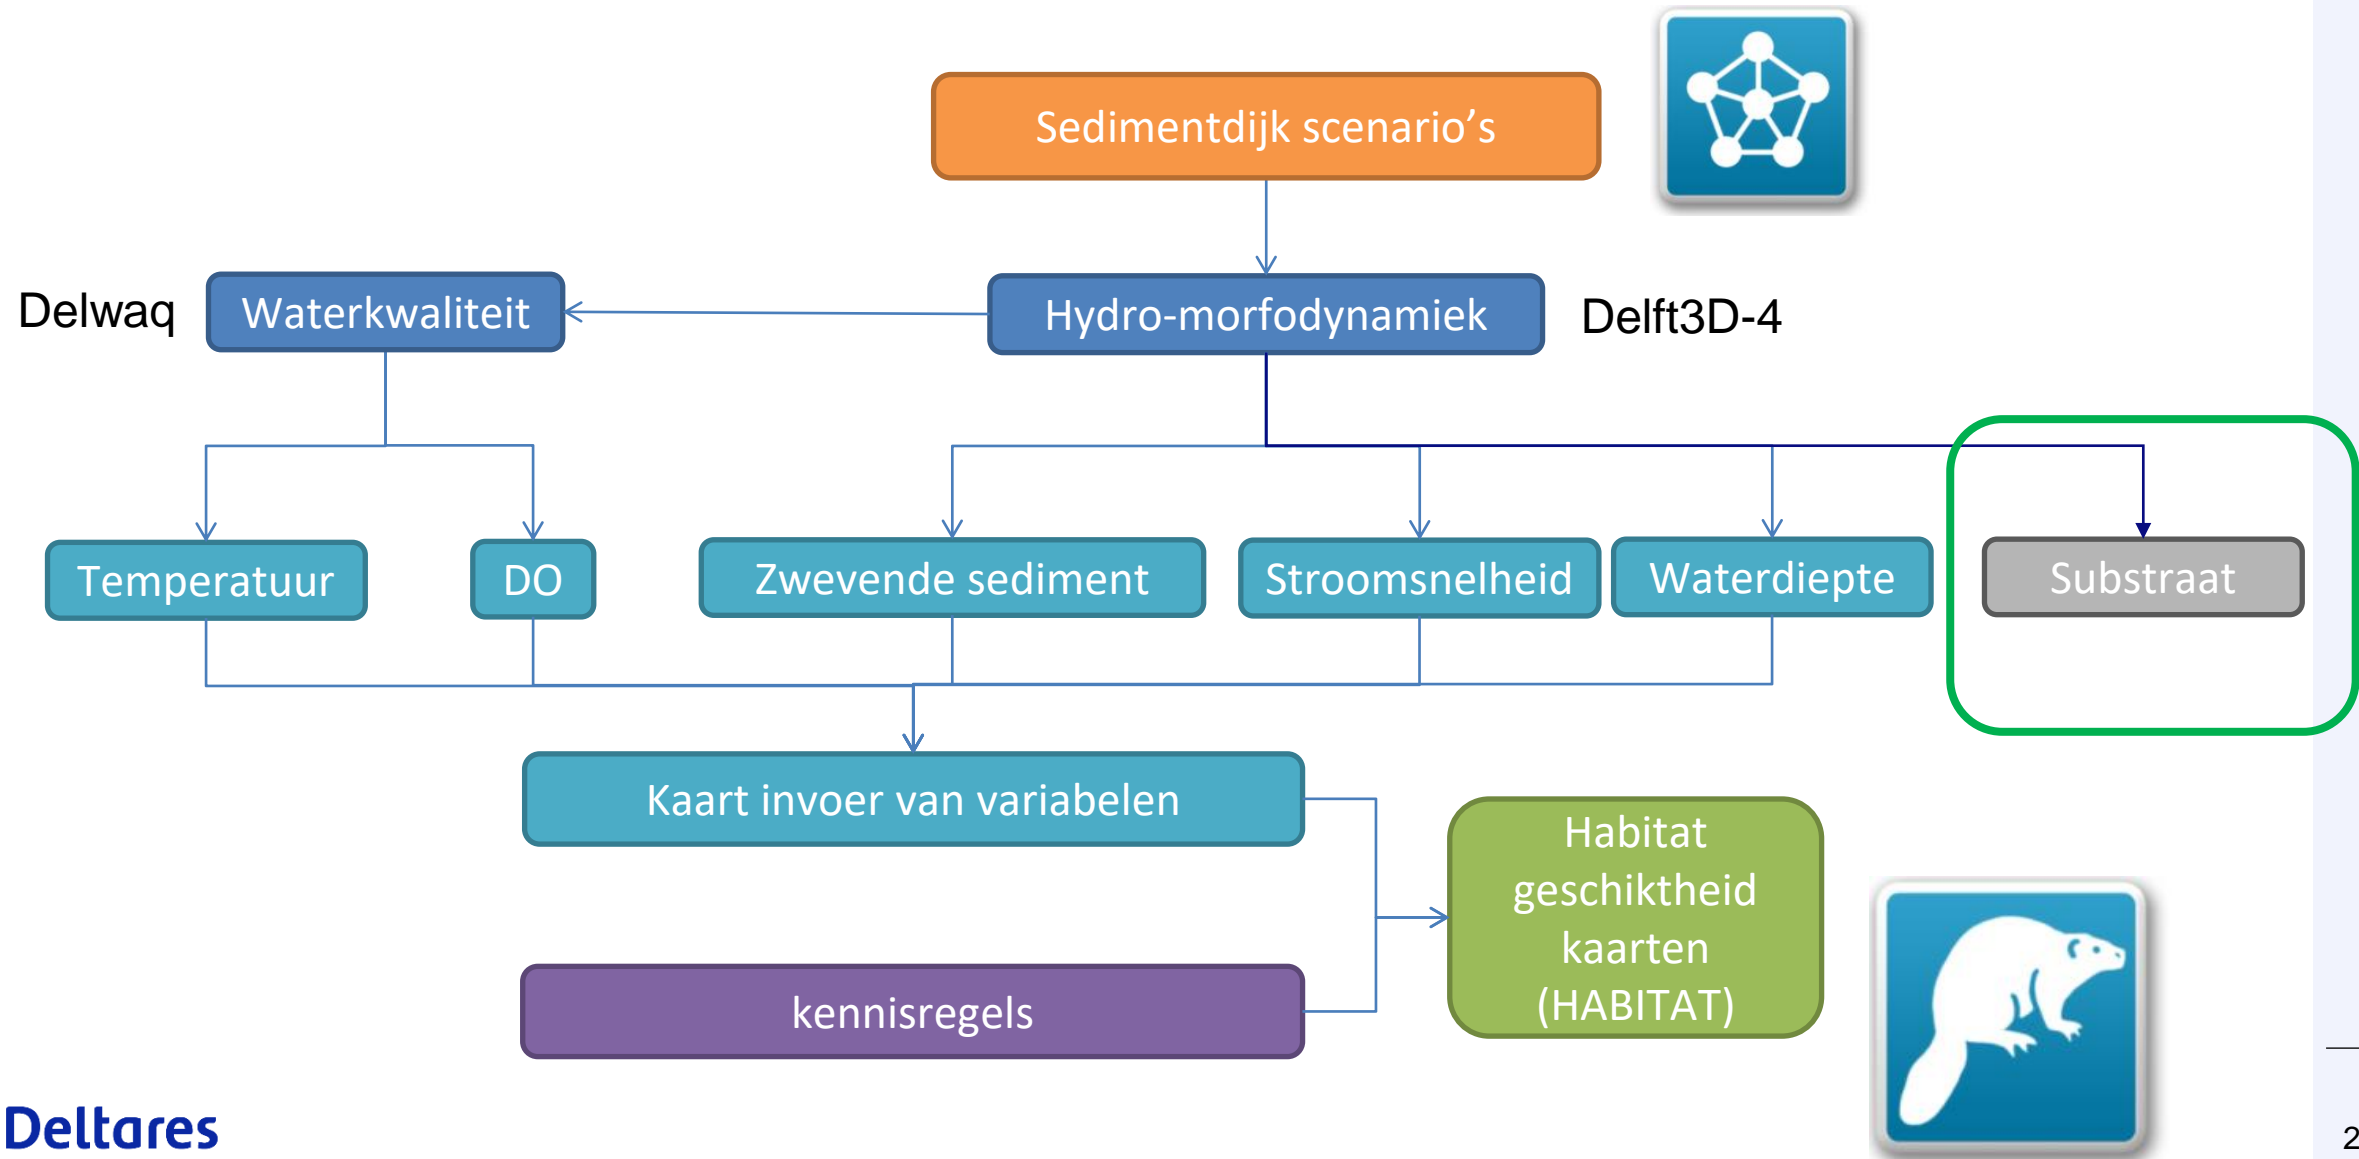 Sedimentdijk scenario’s
Delwaq
Waterkwaliteit
Hydro-morfodynamiek
Delft3D-4
Temperatuur
DO
Zwevende sediment
Stroomsnelheid
Waterdiepte
Substraat
Kaart invoer van variabelen
Habitat
geschiktheid
kaarten
(HABITAT)
kennisregels
Deltares
2